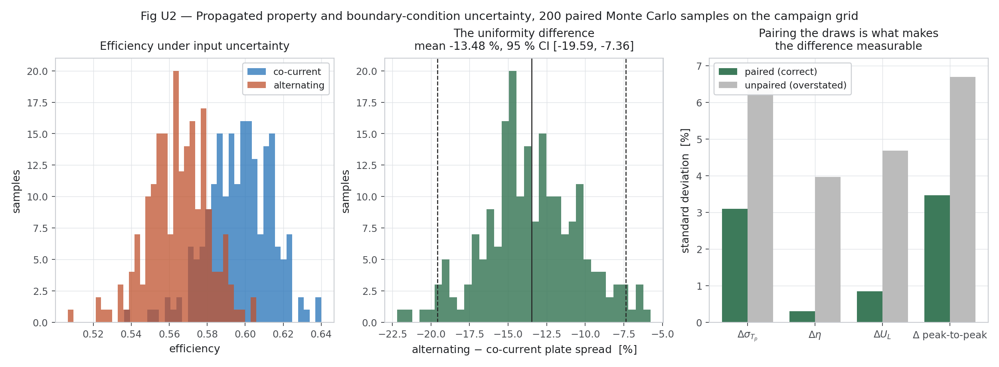 Fig U2 — Propagated property and boundary-condition uncertainty, 200 paired Monte Carlo samples on the campaign grid
Efficiency under input uncertainty
samples
20.0
17.5
15.0
12.5
10.0
7.5
5.0
2.5
0.0
co-current
alternating
0.52 0.54 0.56 0.58 0.60 0.62 0.64
efficiency
The uniformity difference
mean -13.48 %, 95 % CI [-19.59, -7.36]
samples
20.0
17.5
15.0
12.5
10.0
7.5
5.0
2.5
0.0
−22.5 −20.0 −17.5 −15.0 −12.5 −10.0 −7.5 −5.0
alternating − co-current plate spread [%]
Pairing the draws is what makes
the difference measurable
standard deviation [%]
7
6
5
4
3
2
1
0
paired (correct)
unpaired (overstated)
Δσ_{T_p} Δη ΔU_L Δ peak-to-peak